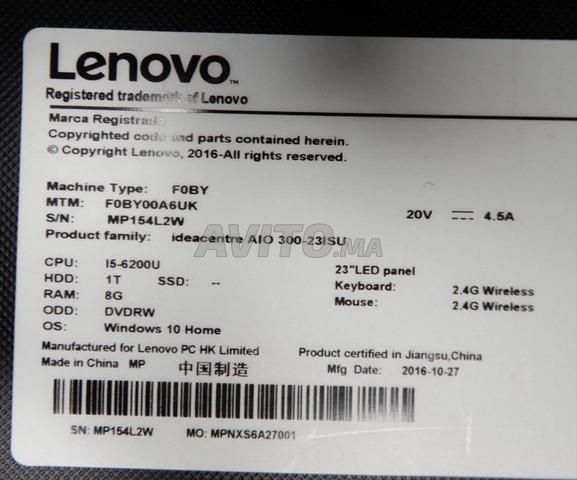 Lenovo™
Registered trademark of Lenovo
Marca Registrada
Copyrighted code and parts contained herein.
© Copyright Lenovo, 2016-All rights reserved.
Machine Type: F0BY
MTM: F0BY00A6UK
S/N: MP154L2W
20V 4.5A
Product family: ideacentre AIO 300-23ISU
AVITO.MA
CPU: I5-6200U
HDD: 1T SSD: --
RAM: 8G
ODD: DVDRW
OS: Windows 10 Home
23"LED panel
Keyboard: 2.4G Wireless
Mouse: 2.4G Wireless
Manufactured for Lenovo PC HK Limited
Made in China MP 中国制造
Product certified in Jiangsu,China
Mfg Date: 2016-10-27
SN: MP154L2W MO: MPNXS6A27001